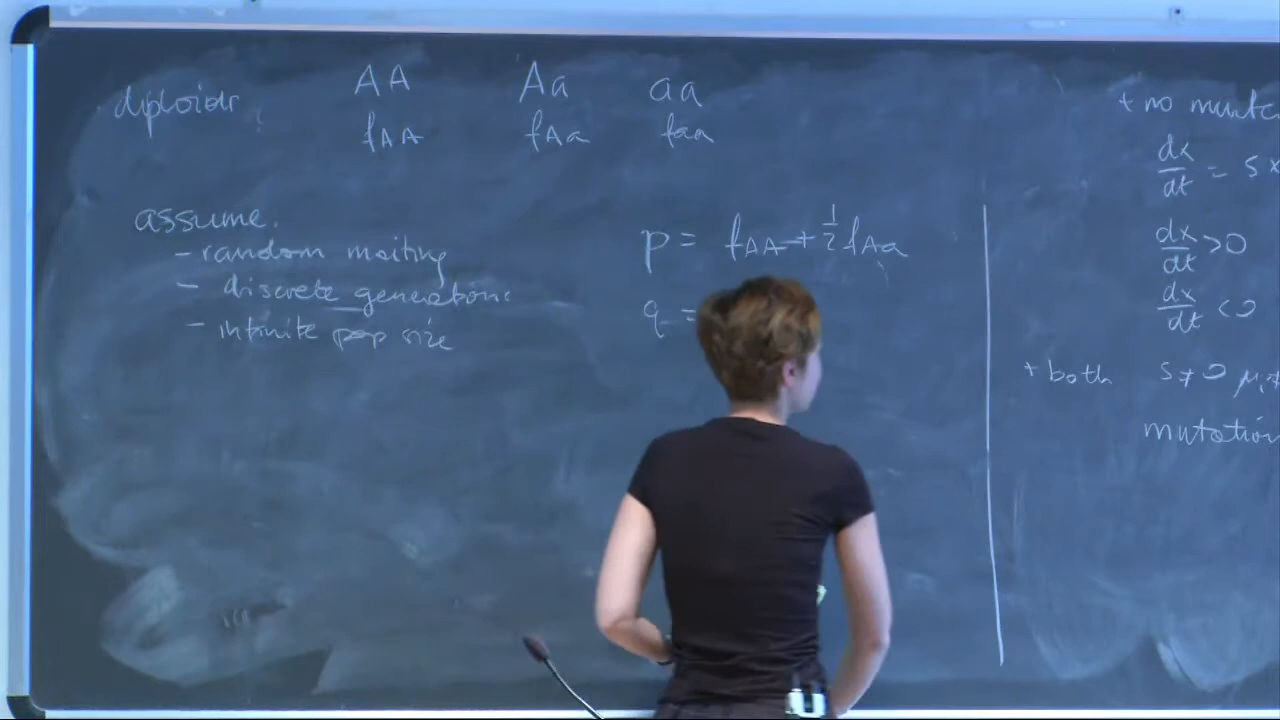 diploids AA Aa aa
fAA fAa faa
assume.
- random mating
- discrete generations
- infinite pop size
p = fAA + 1/2 fAa
q =
+ no
dx/dt = s x
dx/dt > 0
dx/dt < 0
+ both s ≠ 0 μ,
mutation